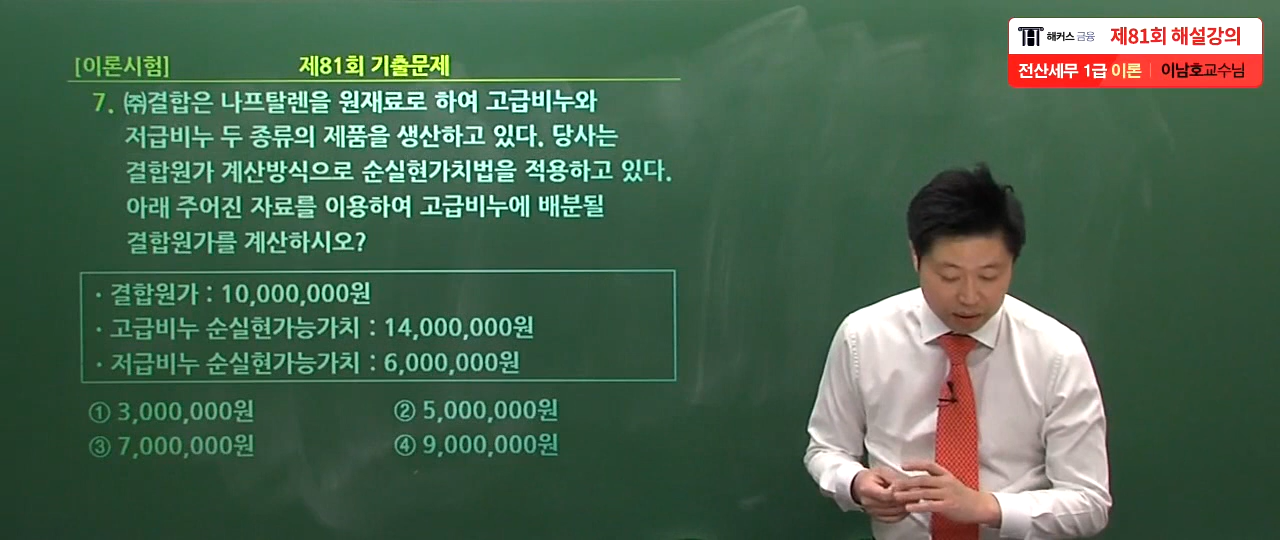 해커스 금융 제81회 해설강의
전산세무 1급 이론 | 이남호교수님
[이론시험] 제81회 기출문제
7. ㈜결합은 나프탈렌을 원재료로 하여 고급비누와
저급비누 두 종류의 제품을 생산하고 있다. 당사는
결합원가 계산방식으로 순실현가치법을 적용하고 있다.
아래 주어진 자료를 이용하여 고급비누에 배분될
결합원가를 계산하시오?
· 결합원가 : 10,000,000원
· 고급비누 순실현가능가치 : 14,000,000원
· 저급비누 순실현가능가치 : 6,000,000원
① 3,000,000원 ② 5,000,000원
③ 7,000,000원 ④ 9,000,000원